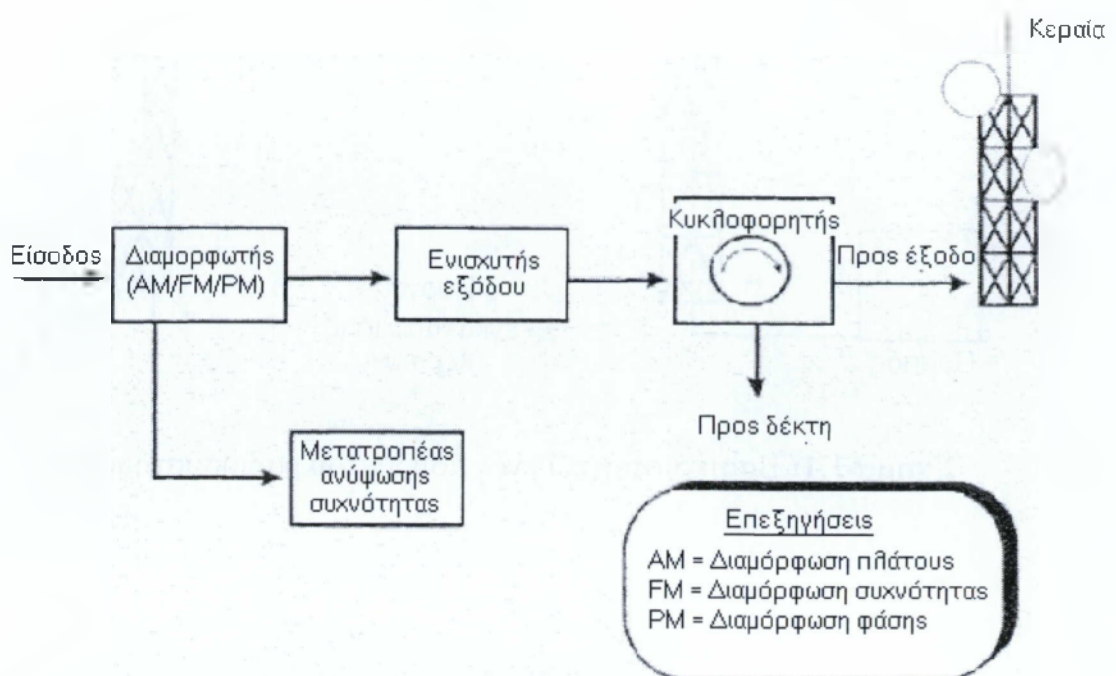 Κεραία
Κυκλοφορητής
Είσοδος
Διαμορφωτής
(AM/FM/PM)
Ενισχυτής
εξόδου
Προς έξοδο
Μετατροπέας
ανύψωσης
συχνότητας
Προς δέκτη
Επεξηγήσεις
AM = Διαμόρφωση πλάτους
FM = Διαμόρφωση συχνότητας
PM = Διαμόρφωση φάσης